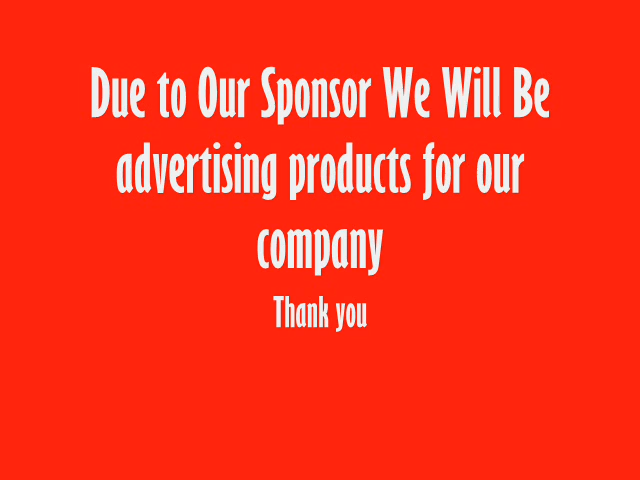 Due to Our Sponsor We Will Be
advertising products for our
company
Thank you